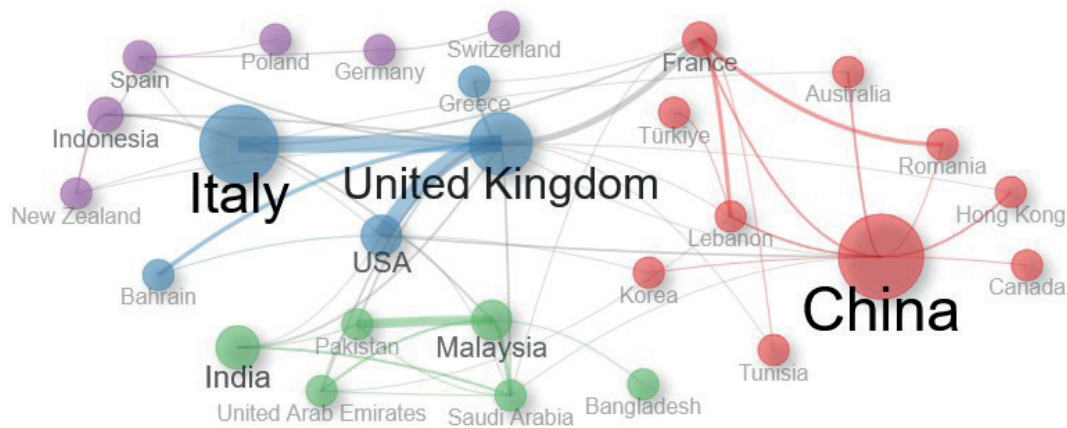 Switzerland
Poland
France
Germany
Spain
Australia
Greece
Türkiye
Indonesia
Romania
Italy
United Kingdom
New Zealand
Hong Kong
Lebanon
USA
Bahrain
Korea
Canada
China
Pakistan
Malaysia
India
Tunisia
United Arab Emirates
Saudi Arabia
Bangladesh